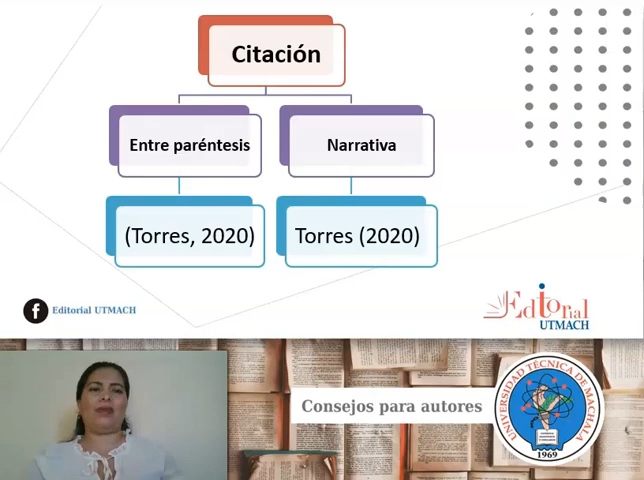 Citación
Entre paréntesis
Narrativa
(Torres, 2020)
Torres (2020)
Editorial UTMACH
Editorial
UTMACH
Consejos para autores
UNIVERSIDAD TÉCNICA DE MACHALA
1969